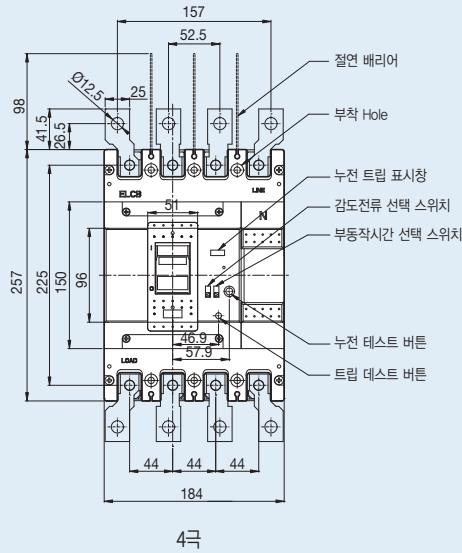 157
52.5
절연 배리어
98
Ø12.5
25
41.5
26.5
부착 Hole
ELCB
LINE
누전 트립 표시창
51
N
감도전류 선택 스위치
부동작시간 선택 스위치
I
257
225
150
96
O
46.9
누전 테스트 버튼
57.9
LOAD
트립 데스트 버튼
44
44
44
184
4극